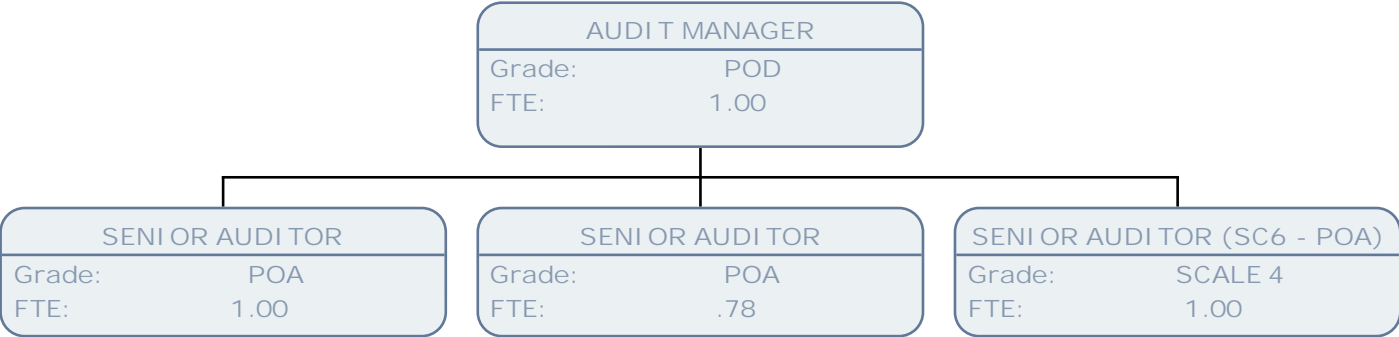 AUDIT MANAGER
Grade: POD
FTE: 1.00
SENIOR AUDITOR
Grade: POA
FTE: 1.00
SENIOR AUDITOR
Grade: POA
FTE: .78
SENIOR AUDITOR (SC6 - POA)
Grade: SCALE 4
FTE: 1.00